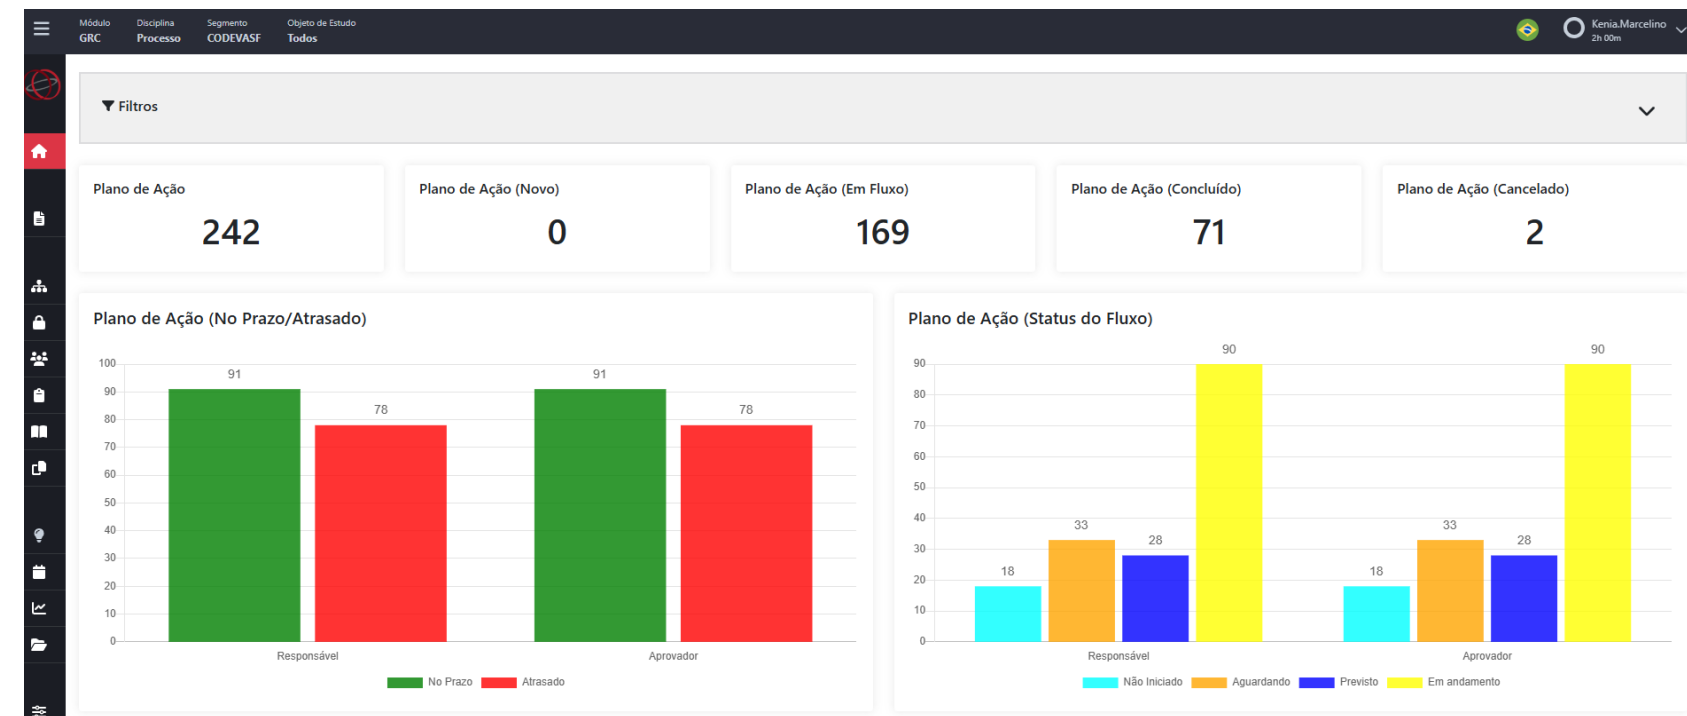 Módulo Disciplina Segmento Objeto de Estudo
GRC Processo CODEVASF Todos
Kenia.Marcelino
2h 00m
Filtros
Plano de Ação
242
Plano de Ação (Novo)
0
Plano de Ação (Em Fluxo)
169
Plano de Ação (Concluído)
71
Plano de Ação (Cancelado)
2
Plano de Ação (No Prazo/Atrasado)
100
90
80
70
60
50
40
30
20
10
0
91
78
91
78
Responsável Aprovador
No Prazo Atrasado
Plano de Ação (Status do Fluxo)
90
80
70
60
50
40
30
20
10
0
18
33
28
90
18
33
28
90
Responsável Aprovador
Não Iniciado Aguardando Previsto Em andamento